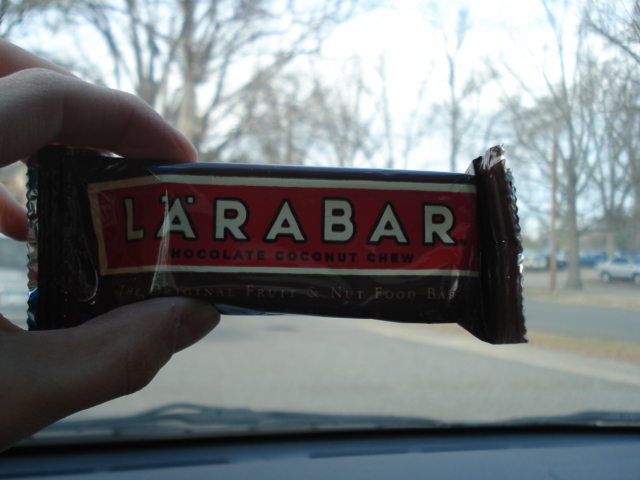 LÄRABAR
CHOCOLATE COCONUT CHEW
THE ORIGINAL FRUIT & NUT FOOD BAR